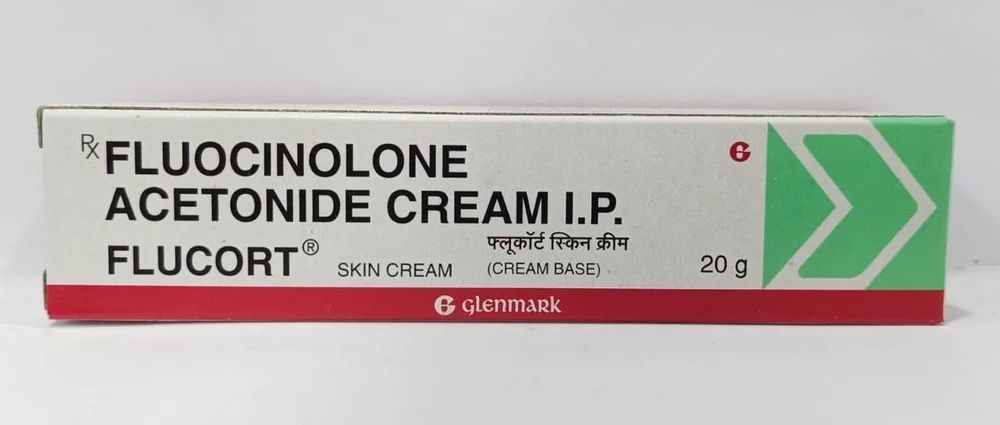 Rx FLUOCINOLONE
ACETONIDE CREAM I.P.
फ्लूकॉर्ट स्किन क्रीम
FLUCORT® SKIN CREAM (CREAM BASE) 20 g
G
G glenmark